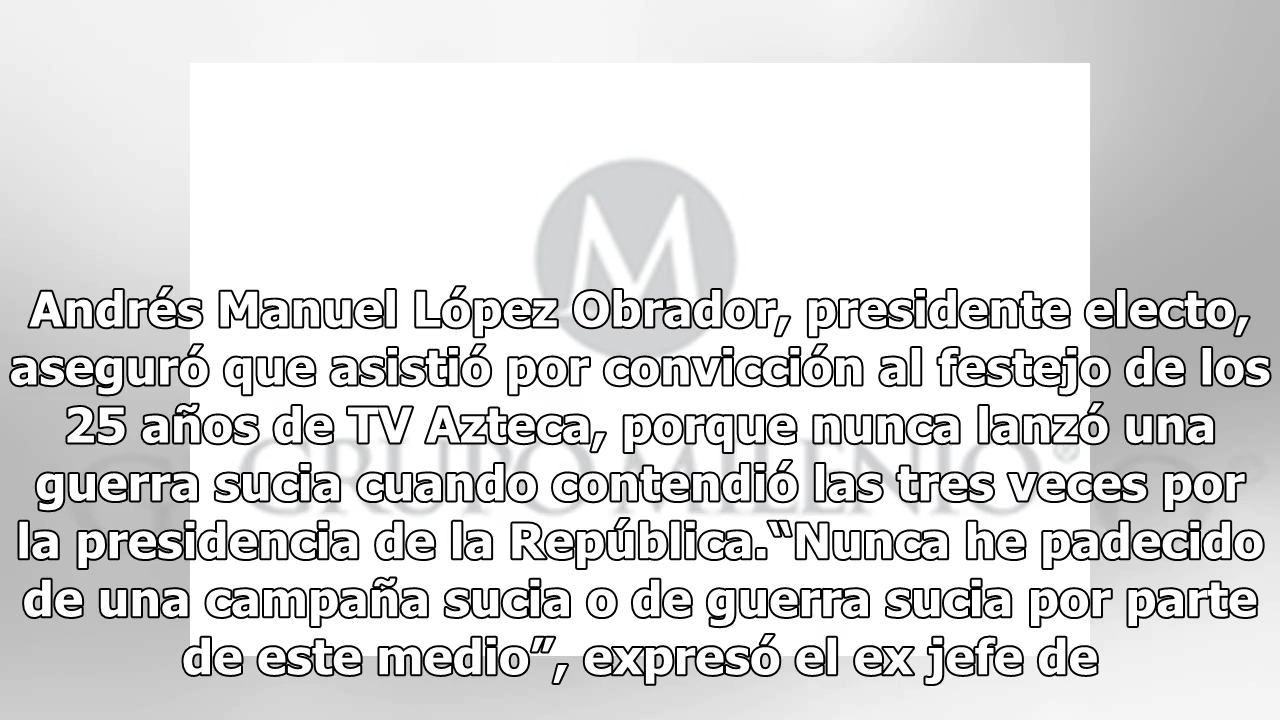 M
Andrés Manuel López Obrador, presidente electo,
aseguró que asistió por convicción al festejo de los
25 años de TV Azteca, porque nunca lanzó una
guerra sucia cuando contendió las tres veces por
la presidencia de la República.“Nunca he padecido
de una campaña sucia o de guerra sucia por parte
de este medio”, expresó el ex jefe de
GRUPO MILENIO®